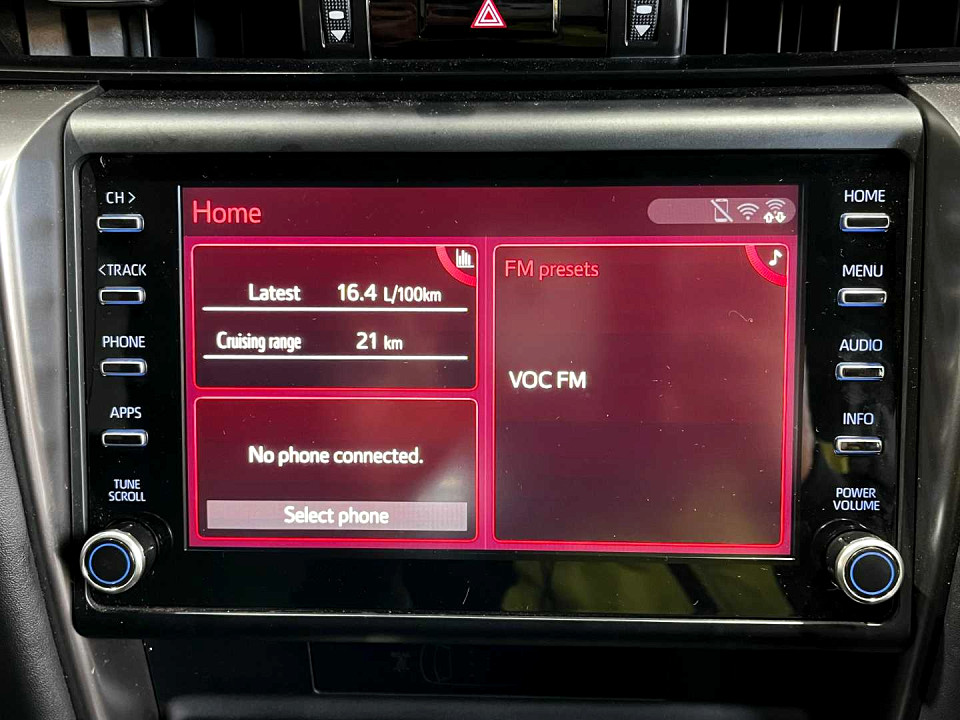 CH >
<TRACK
PHONE
APPS
TUNE
SCROLL
Home
Latest 16.4 L/100km
Cruising range 21 km
No phone connected.
Select phone
FM presets
VOC FM
HOME
MENU
AUDIO
INFO
POWER
VOLUME